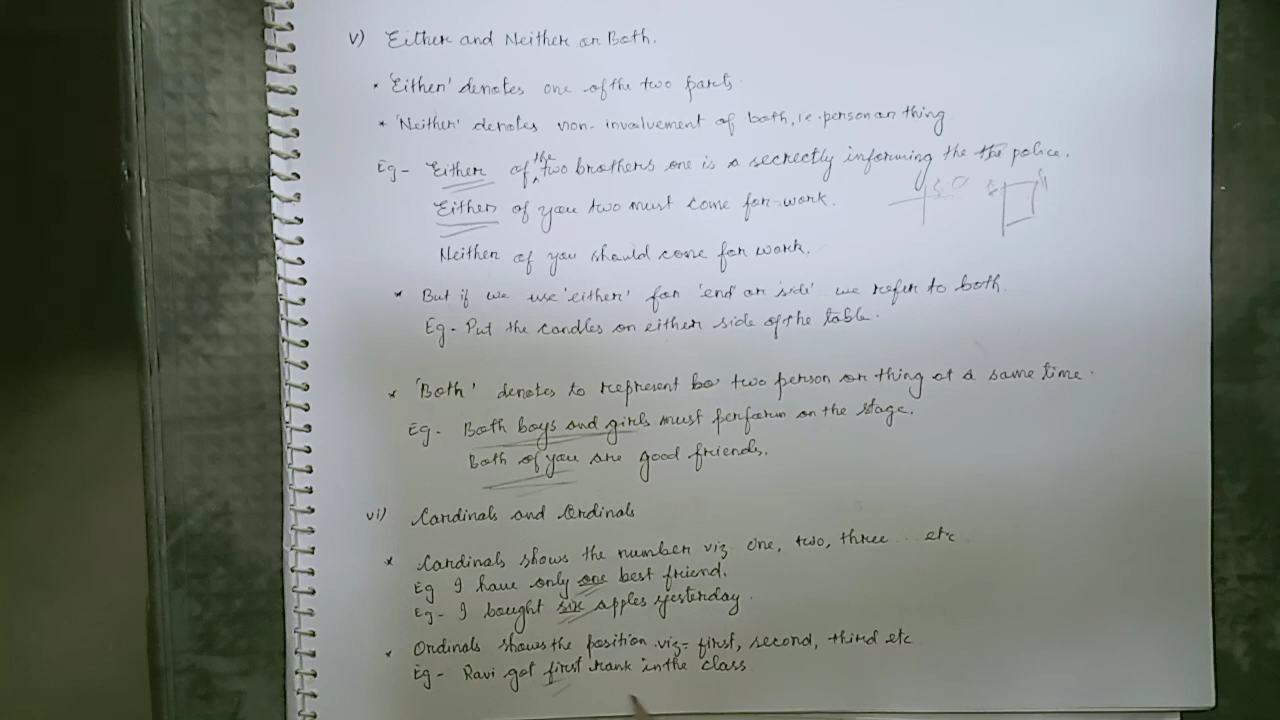 v) Either and Neither or Both.
* 'Either' denotes one of the two parts
* 'Neither' denotes non-involvement of both, i.e. person or thing
Eg - Either of the two brothers one is a secrectly informing the the police.
Either of you two must come for work.
Neither of you should come for work.
* But if we use 'either' for 'end' or 'side' we refer to both.
Eg - Put the candles on either side of the table.
* 'Both' denotes to represent bo two person or thing at a same time.
Eg - Both boys and girls must perform on the stage.
Both of you are good friends.
vi) Cardinals and Ordinals
* Cardinals shows the number viz one, two, three ... etc
Eg I have only one best friend.
Eg - I bought six apples yesterday.
* Ordinals shows the position viz = first, second, third etc
Eg - Ravi got first rank in the class